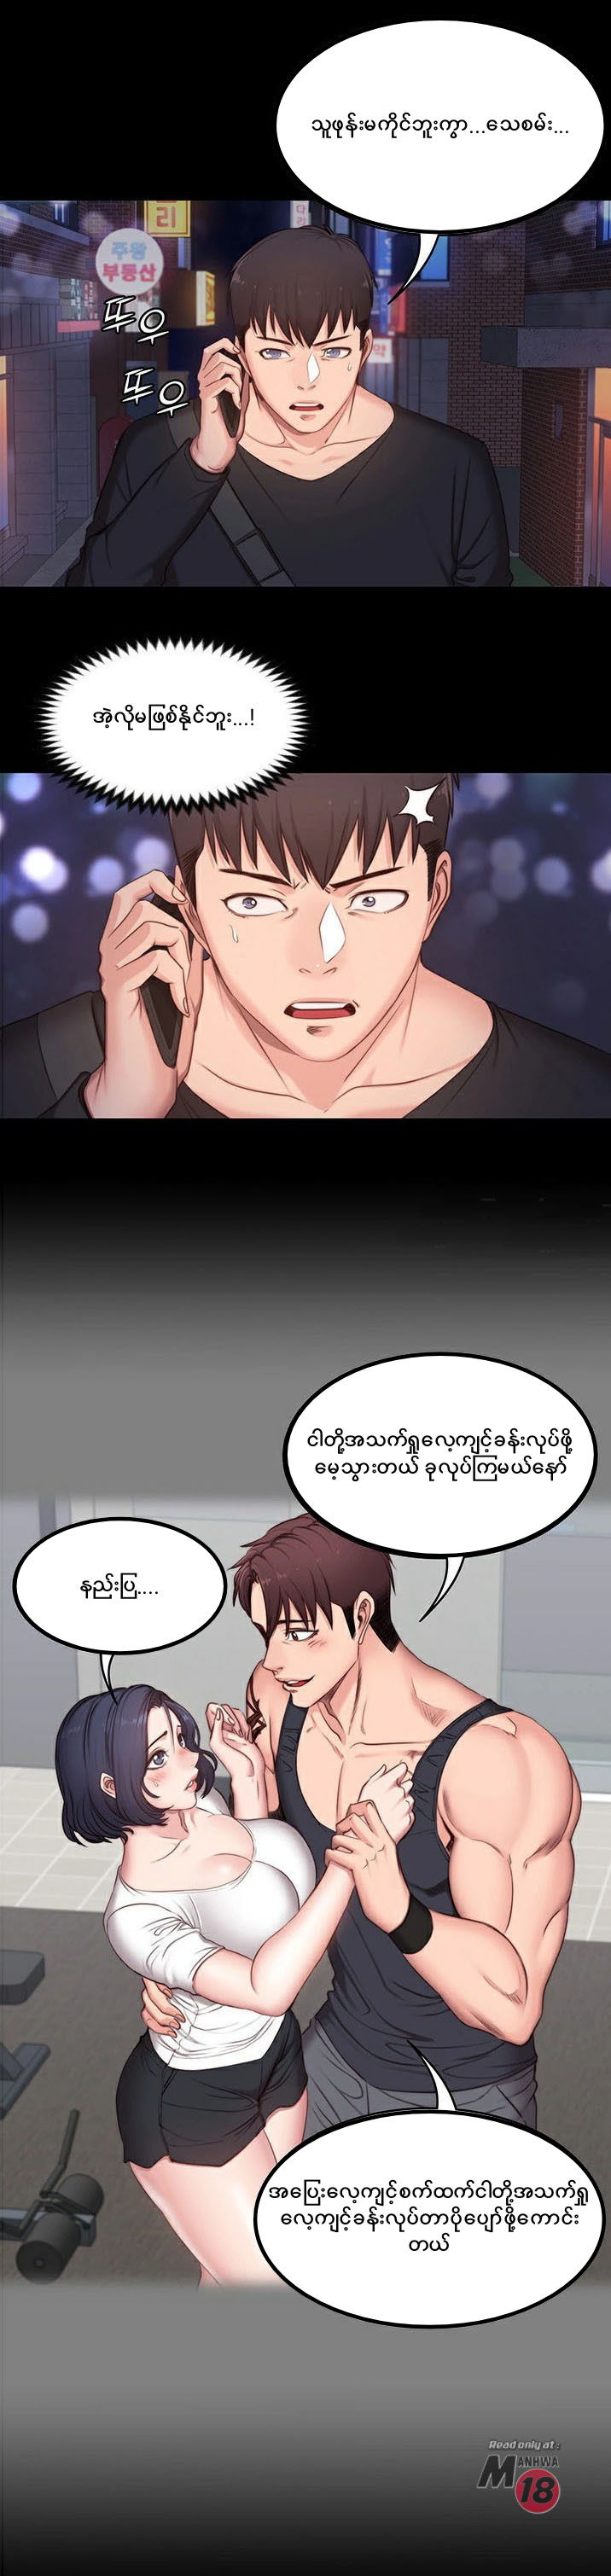 သူဖုန်းမကိုင်ဘူးကွာ...သေစမ်း...
리
다리
주왕
부동산
뚜우
약
뚜우
အဲ့လိုမဖြစ်နိုင်ဘူး...!
ငါတို့အသက်ရှုလေ့ကျင့်ခန်းလုပ်ဖို့
မေ့သွားတယ် ခုလုပ်ကြမယ်နော်
နည်းပြ....
အပြေးလေ့ကျင့်စက်ထက်ငါတို့အသက်ရှု
လေ့ကျင့်ခန်းလုပ်တာပိုပျော်ဖို့ကောင်း
တယ်
Read only at :
MANHWA
18